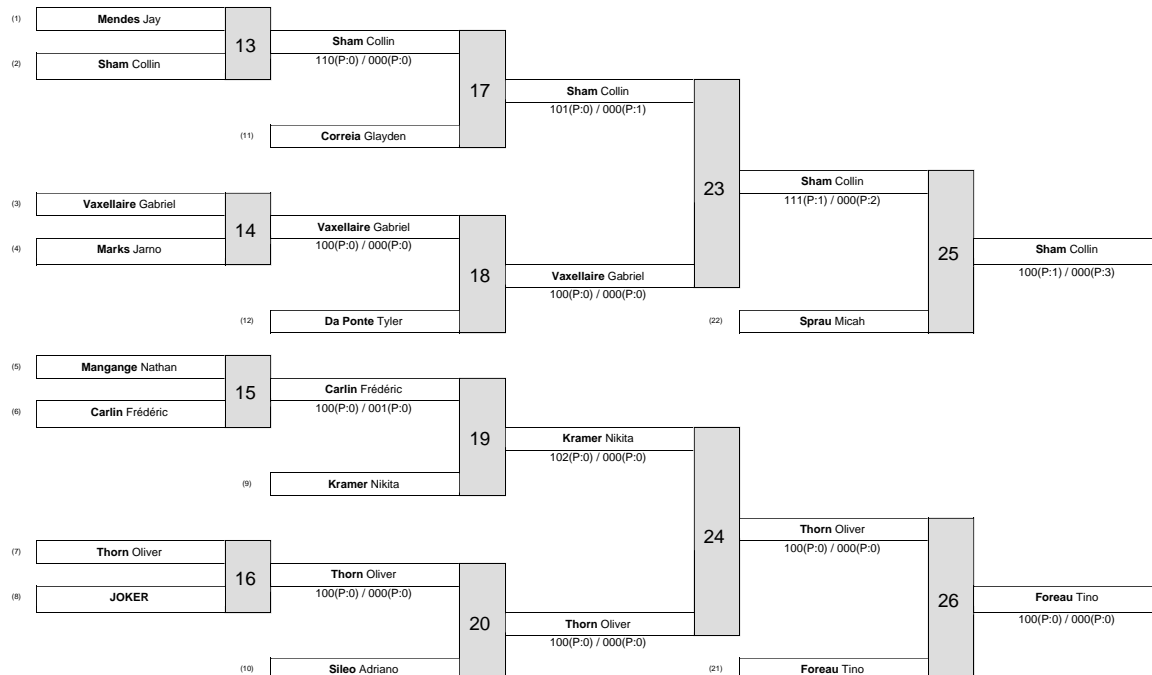 (1)
Mendes Jay
13
Sham Collin
110(P:0) / 000(P:0)
(2)
Sham Collin
17
Sham Collin
101(P:0) / 000(P:1)
(11)
Correia Glayden
23
Sham Collin
111(P:1) / 000(P:2)
(3)
Vaxellaire Gabriel
14
Vaxellaire Gabriel
100(P:0) / 000(P:0)
(4)
Marks Jarno
25
Sham Collin
100(P:1) / 000(P:3)
18
Vaxellaire Gabriel
100(P:0) / 000(P:0)
(12)
Da Ponte Tyler
(22)
Sprau Micah
(5)
Mangange Nathan
15
Carlin Frédéric
100(P:0) / 001(P:0)
(6)
Carlin Frédéric
19
Kramer Nikita
102(P:0) / 000(P:0)
(9)
Kramer Nikita
24
Thorn Oliver
100(P:0) / 000(P:0)
(7)
Thorn Oliver
16
Thorn Oliver
100(P:0) / 000(P:0)
(8)
JOKER
26
Foreau Tino
100(P:0) / 000(P:0)
20
Thorn Oliver
100(P:0) / 000(P:0)
(10)
Sileo Adriano
(21)
Foreau Tino